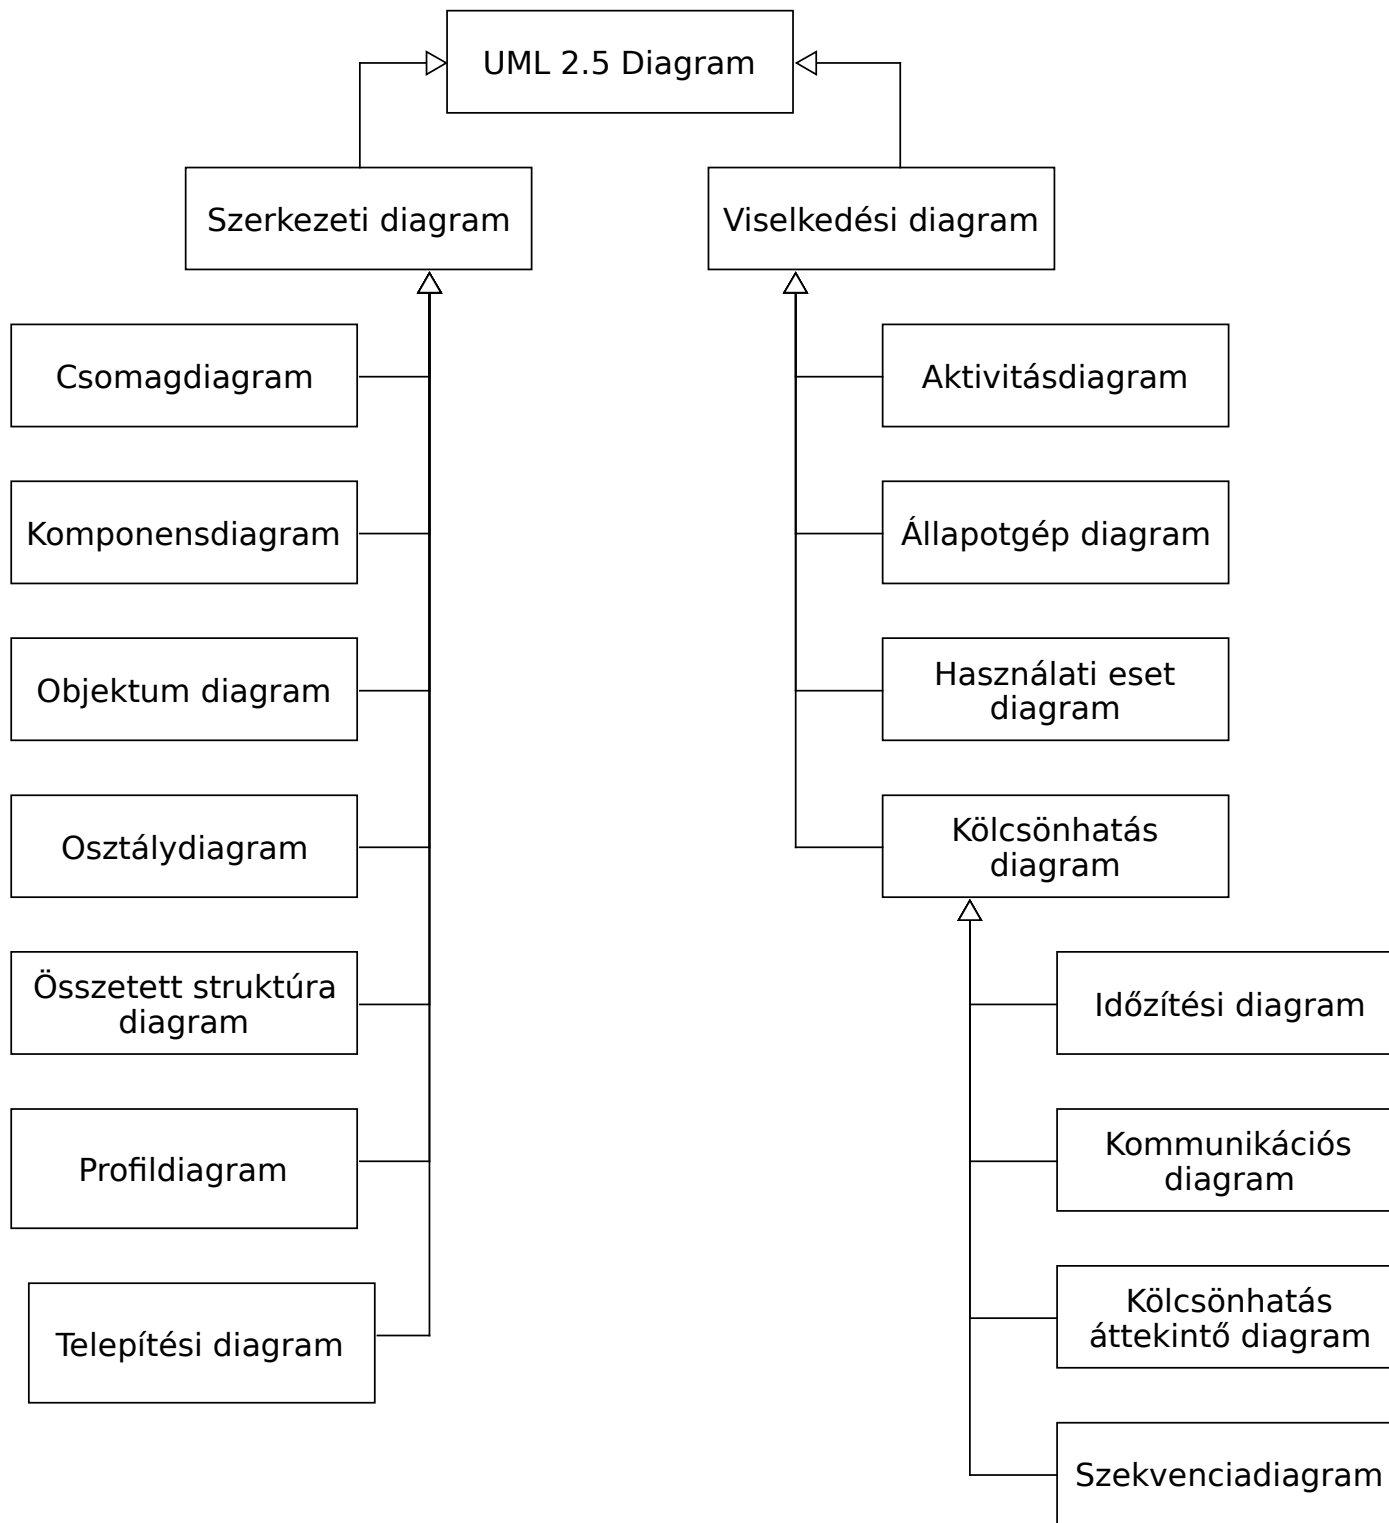 UML 2.5 Diagram
Szerkezeti diagram
Viselkedési diagram
Csomagdiagram
Aktivitásdiagram
Komponensdiagram
Állapotgép diagram
Objektum diagram
Használati eset
diagram
Osztálydiagram
Kölcsönhatás
diagram
Összetett struktúra
diagram
Időzítési diagram
Profildiagram
Kommunikációs
diagram
Telepítési diagram
Kölcsönhatás
áttekintő diagram
Szekvenciadiagram